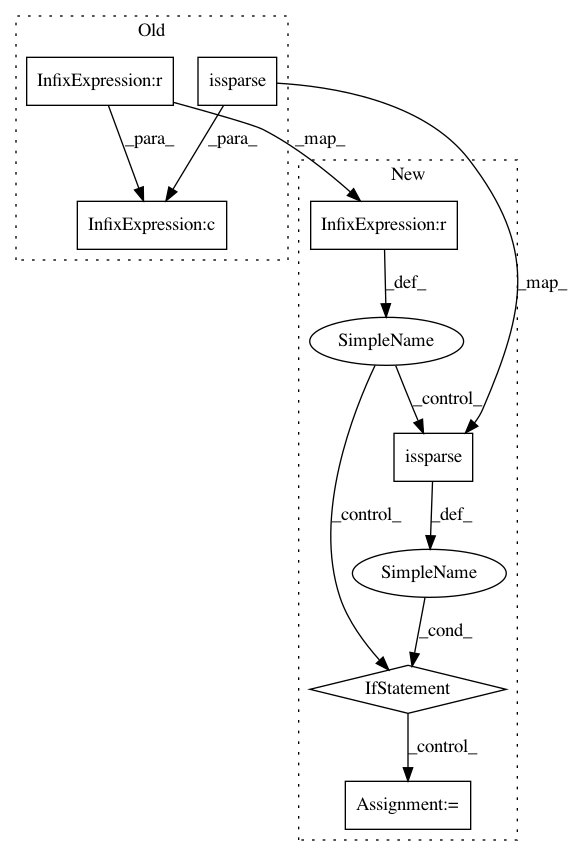 Old
InfixExpression:r
issparse
_para_
_para_
_map_
New
InfixExpression:c
InfixExpression:r
_def_
_map_
SimpleName
_control_
issparse
_control_
_def_
SimpleName
_cond_
IfStatement
_control_
Assignment:=